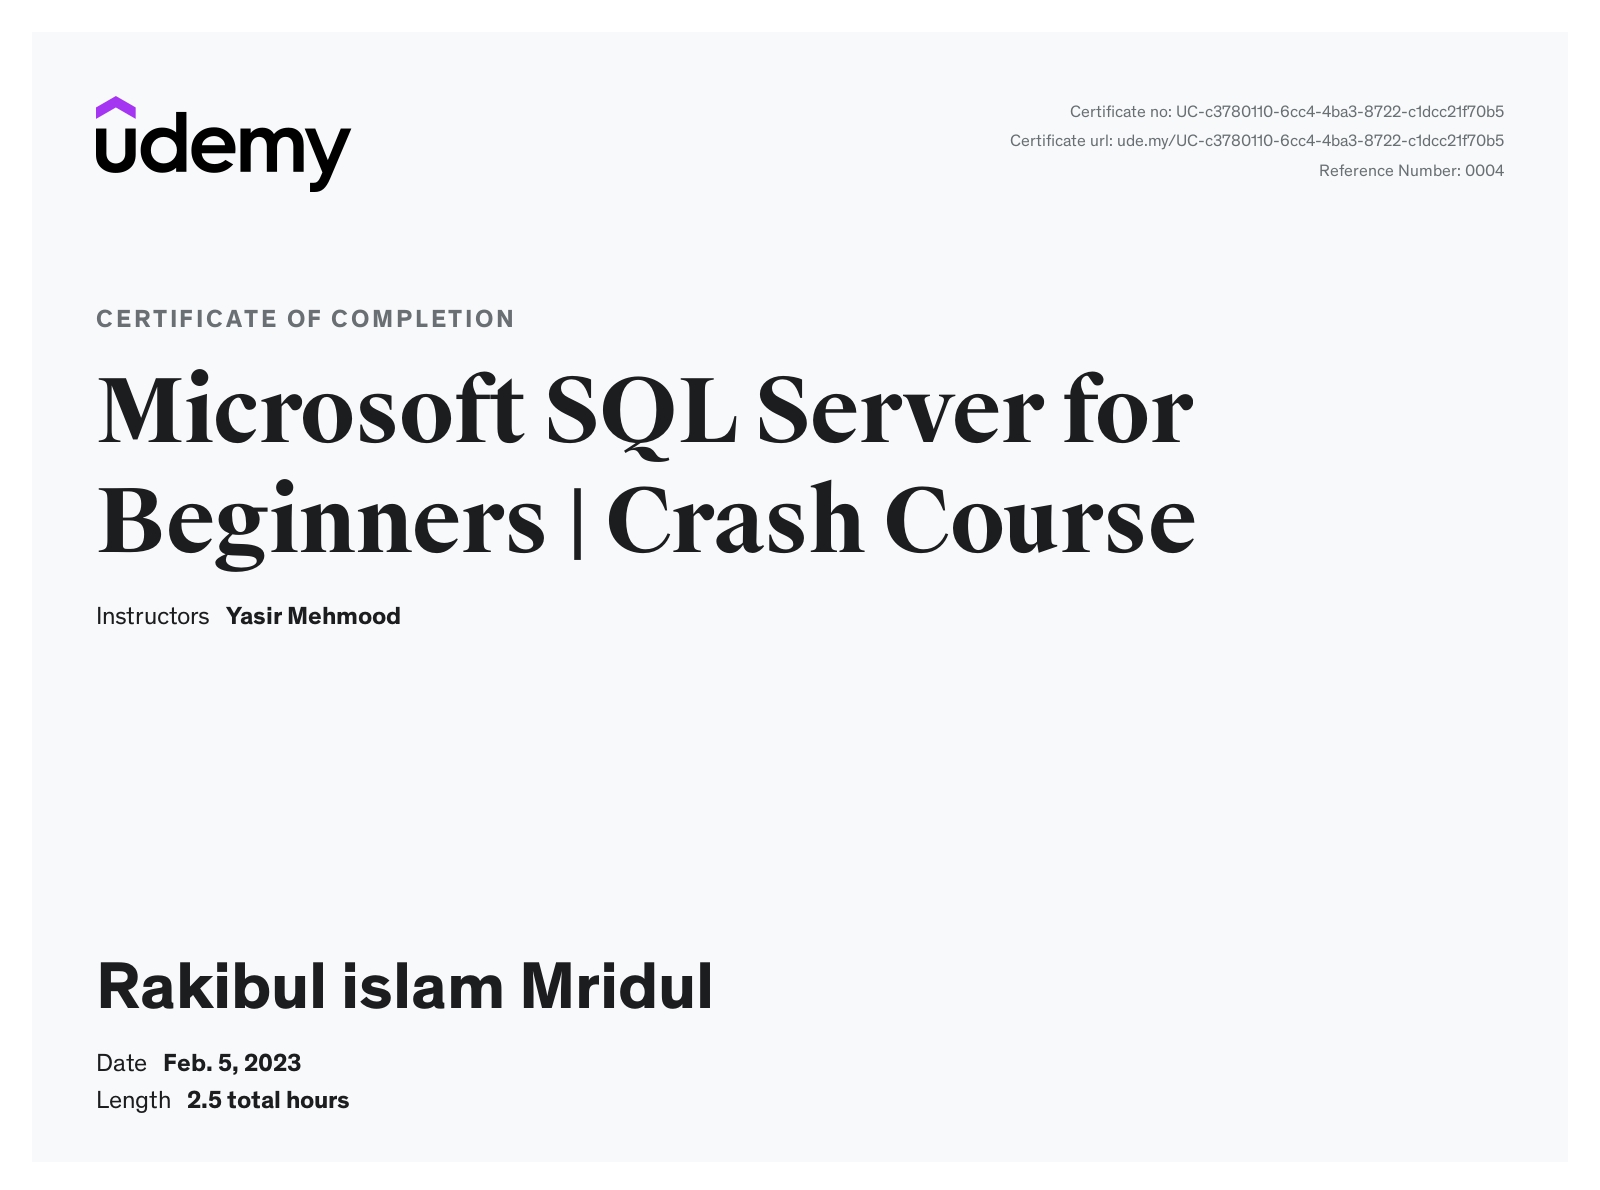 udemy
Certificate no: UC-c3780110-6cc4-4ba3-8722-c1dcc21f70b5
Certificate url: ude.my/UC-c3780110-6cc4-4ba3-8722-c1dcc21f70b5
Reference Number: 0004
CERTIFICATE OF COMPLETION
Microsoft SQL Server for
Beginners | Crash Course
Instructors Yasir Mehmood
Rakibul islam Mridul
Date Feb. 5, 2023
Length 2.5 total hours